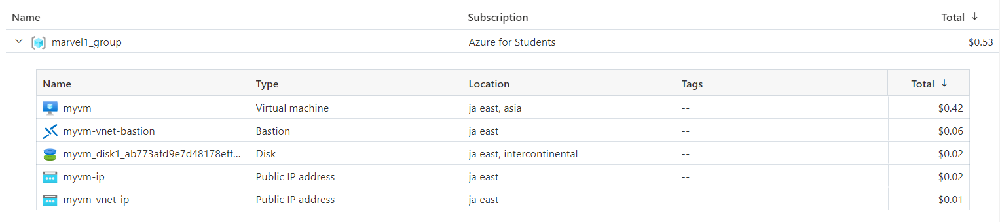 Name Subscription Total ↓
marvel1_group Azure for Students $0.53
Name Type Location Tags Total ↓
myvm Virtual machine ja east, asia -- $0.42
myvm-vnet-bastion Bastion ja east -- $0.06
myvm_disk1_ab773afd9e7d48178eff... Disk ja east, intercontinental -- $0.02
myvm-ip Public IP address ja east -- $0.02
myvm-vnet-ip Public IP address ja east -- $0.01